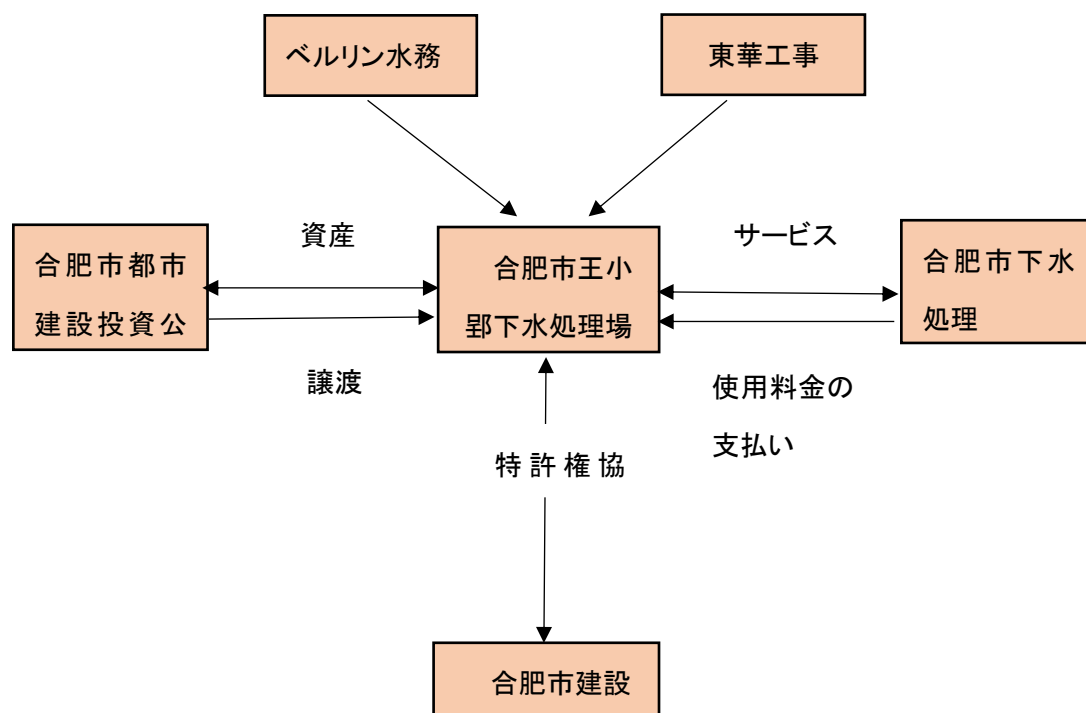 ベルリン水務
東華工事
資産
サービス
合肥市都市
建設投資公
合肥市王小
郢下水処理場
合肥市下水
処理
譲渡
使用料金の
支払い
特許権協
合肥市建設